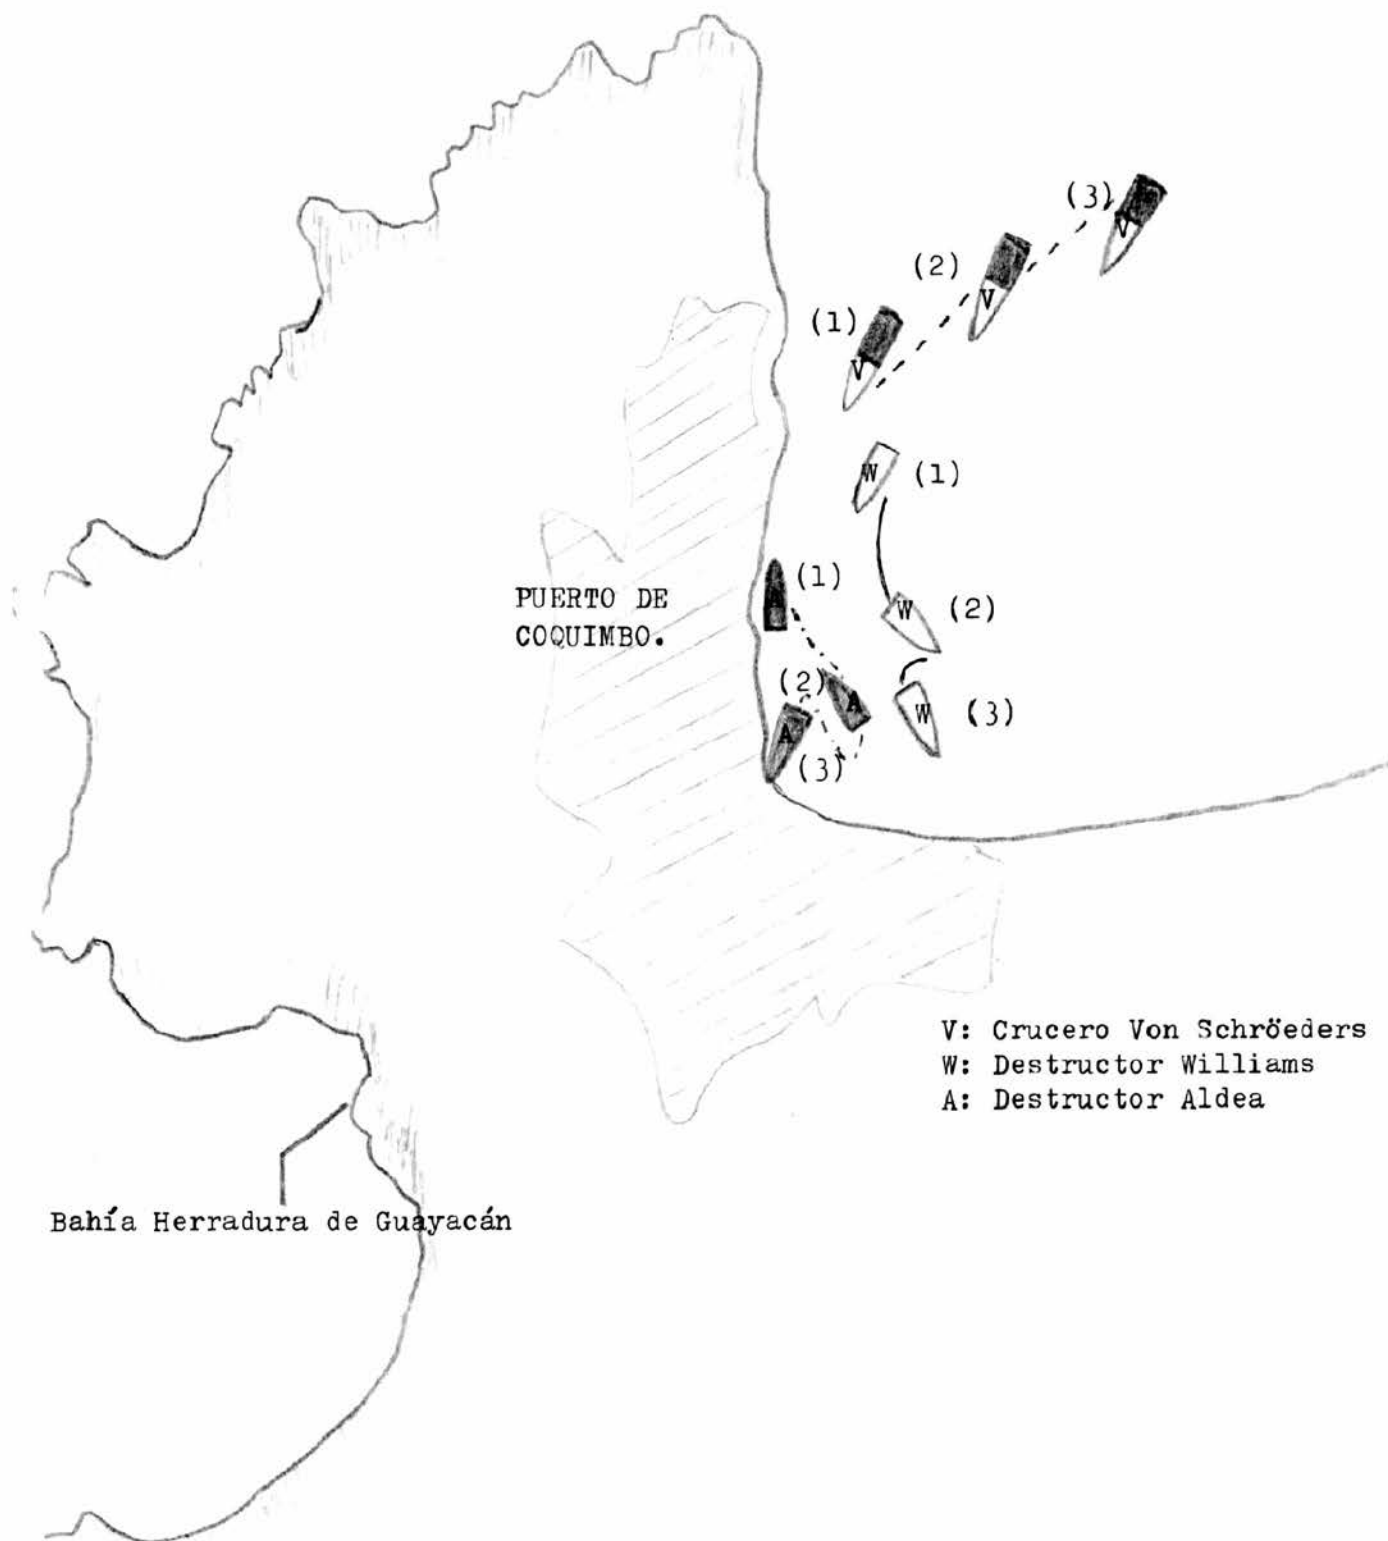 (3)
V
(2)
V
(1)
V
W (1)
(1)
A
PUERTO DE
COQUIMBO.
W (2)
(2)
A
A
W (3)
(3)
V: Crucero Von Schröeders
W: Destructor Williams
A: Destructor Aldea
Bahía Herradura de Guayacán